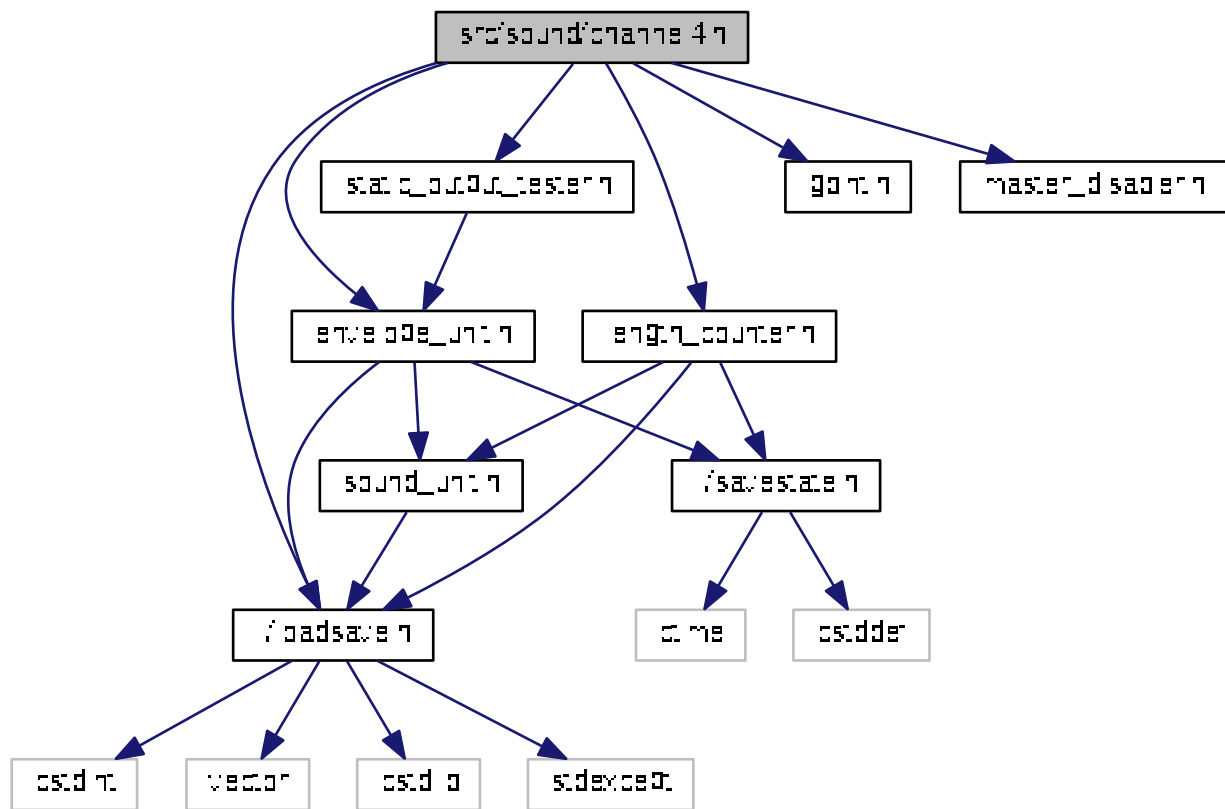 src/sound/channel4.h
static_output_tester.h
gbint.h
master_disabler.h
envelope_unit.h
length_counter.h
sound_unit.h
../savestate.h
../loadsave.h
ctime
cstddef
cstdint
vector
cstdio
stdexcept